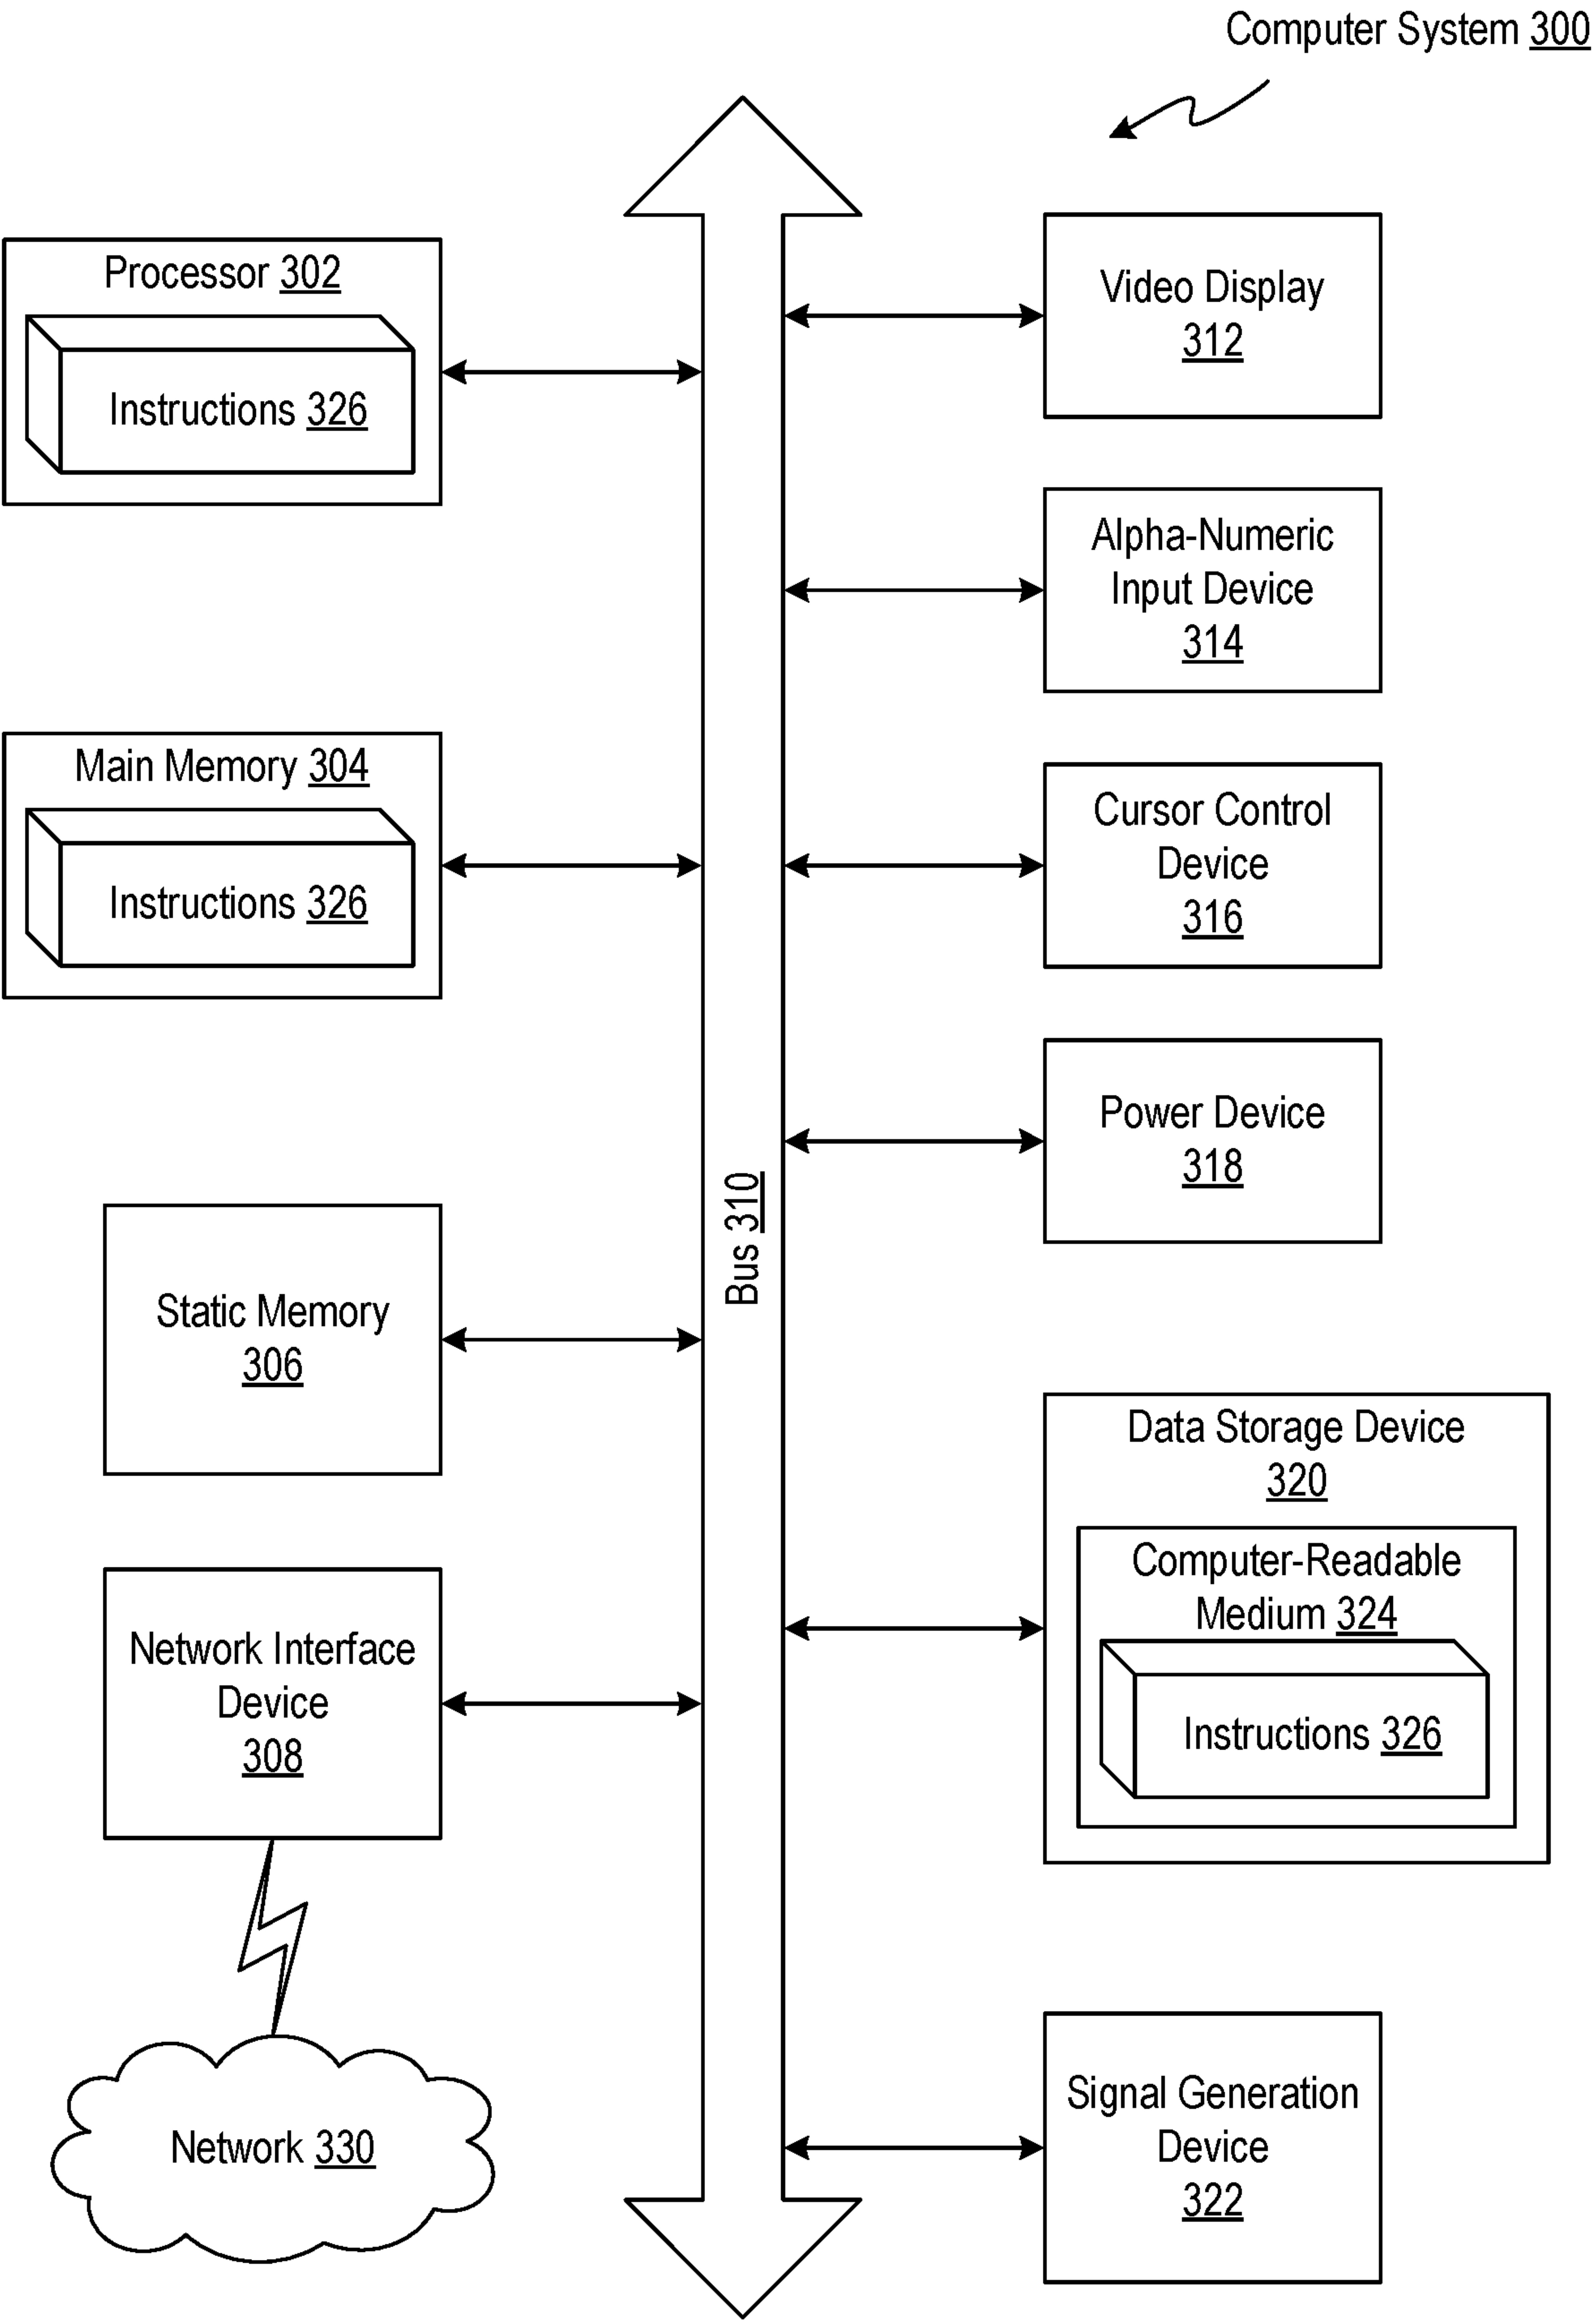 Computer System 300
Processor 302
Instructions 326
Main Memory 304
Instructions 326
Static Memory
306
Network Interface
Device
308
Network 330
Bus 310
Video Display
312
Alpha-Numeric
Input Device
314
Cursor Control
Device
316
Power Device
318
Data Storage Device
320
Computer-Readable
Medium 324
Instructions 326
Signal Generation
Device
322